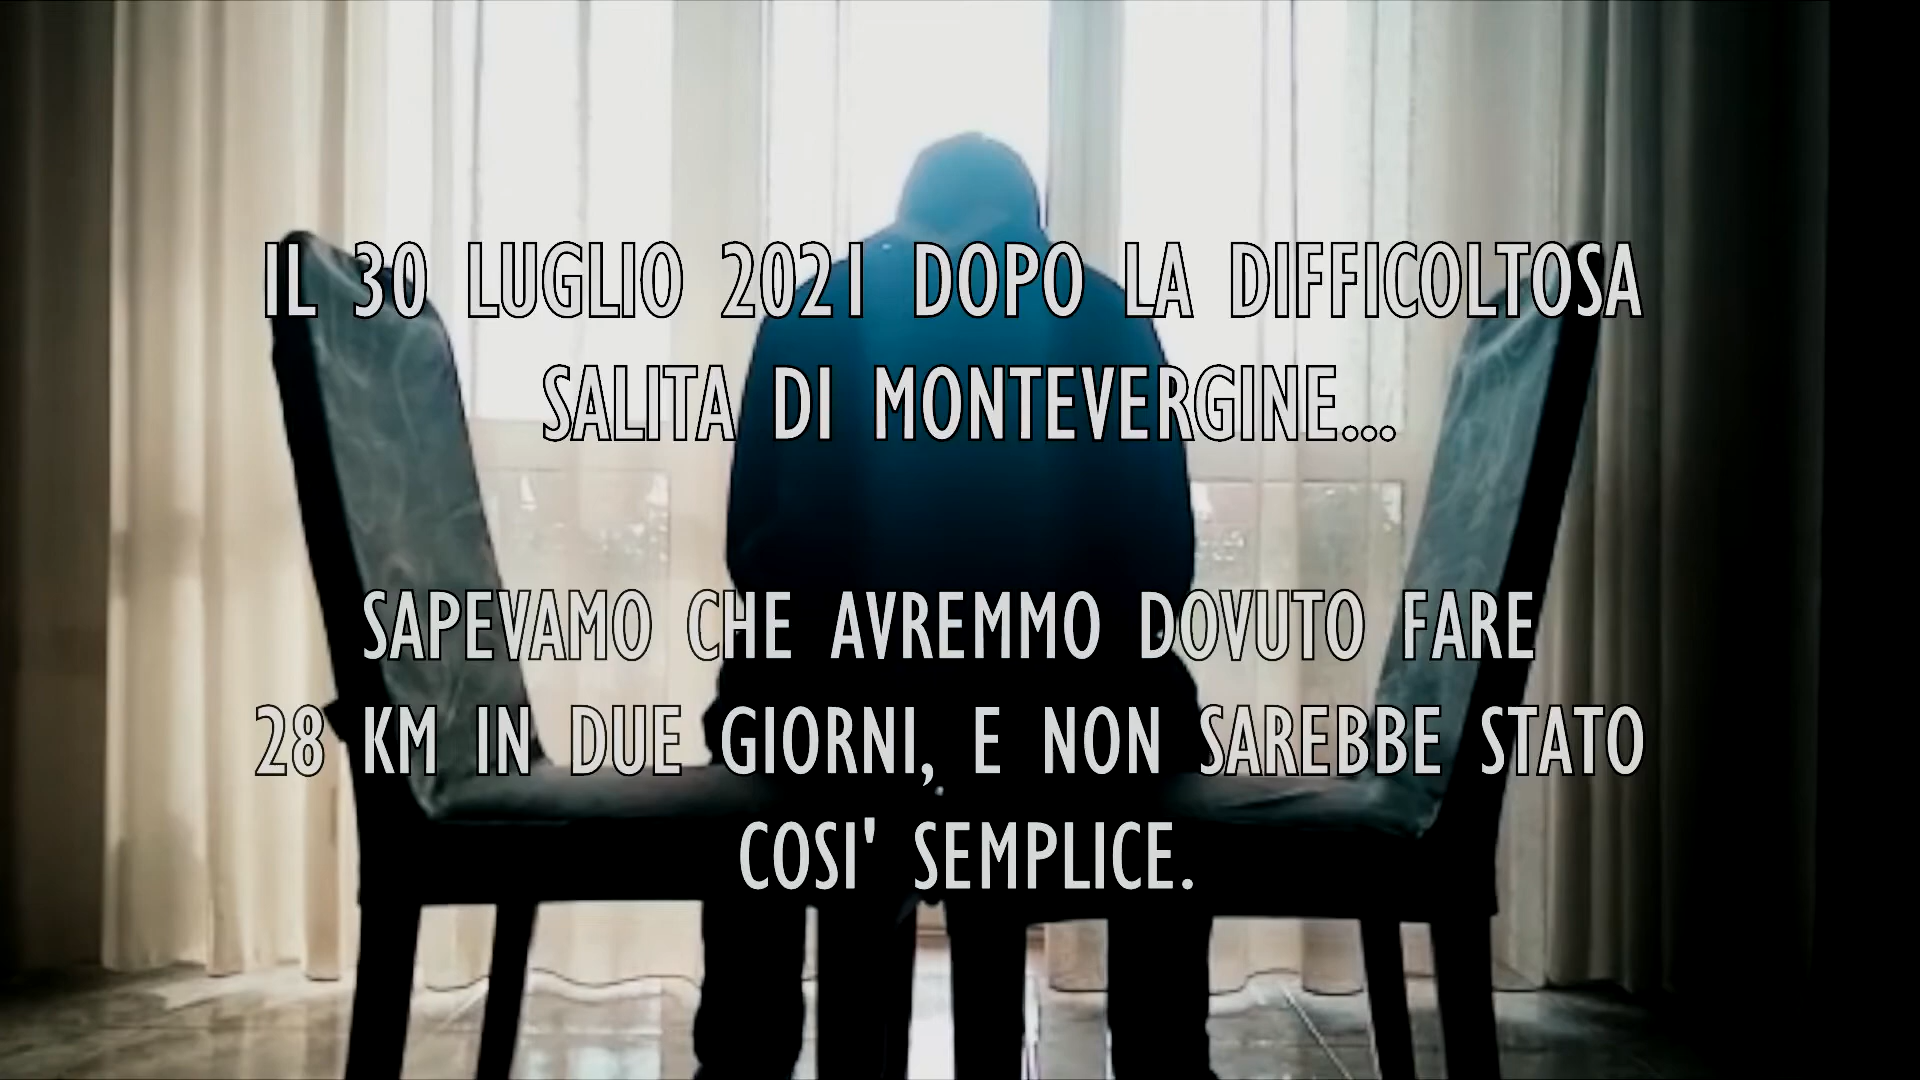 IL 30 LUGLIO 2021 DOPO LA DIFFICOLTOSA
SALITA DI MONTEVERGINE...
SAPEVAMO CHE AVREMMO DOVUTO FARE
28 KM IN DUE GIORNI, E NON SAREBBE STATO
COSI' SEMPLICE.